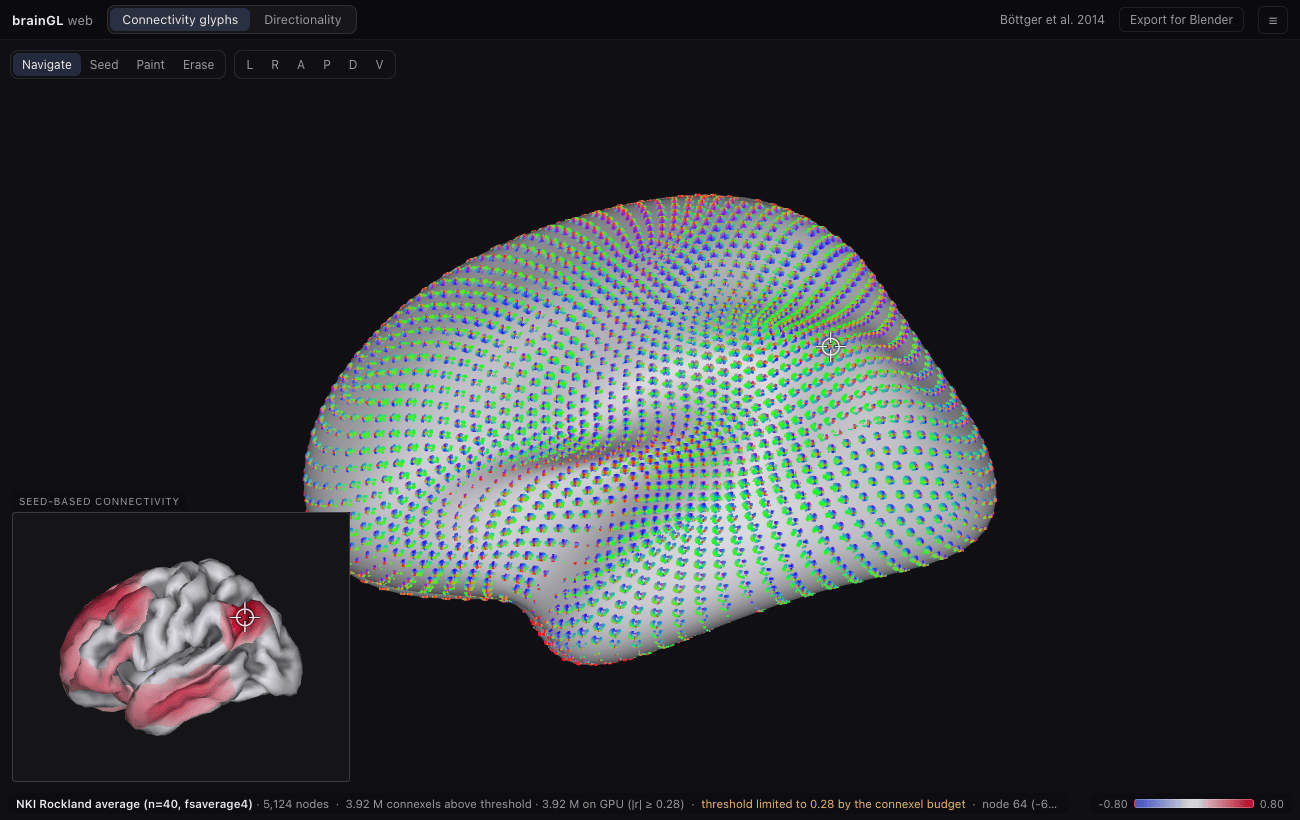 brainGL web Connectivity glyphs Directionality Böttger et al. 2014 Export for Blender ≡
Navigate Seed Paint Erase L R A P D V
SEED-BASED CONNECTIVITY
NKI Rockland average (n=40, fsaverage4) · 5,124 nodes · 3.92 M connexels above threshold · 3.92 M on GPU (|r| ≥ 0.28) · threshold limited to 0.28 by the connexel budget · node 64 (-6... -0.80 0.80